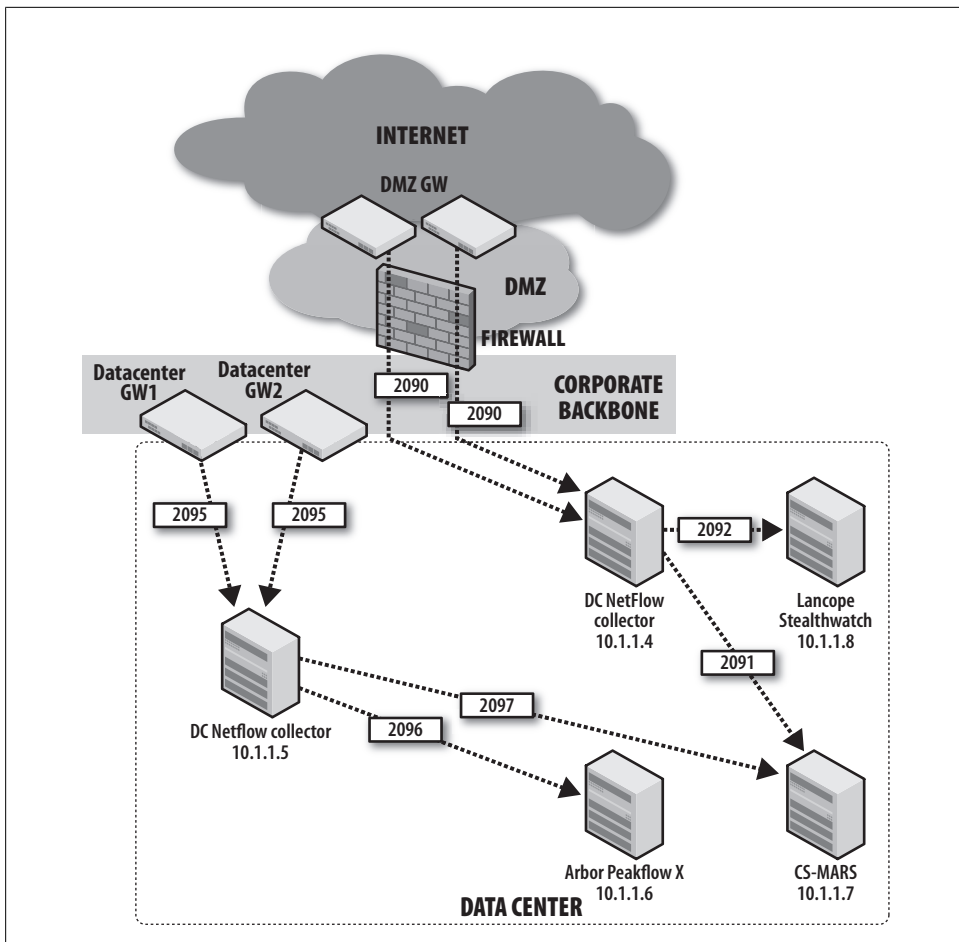 INTERNET
DMZ GW
DMZ
FIREWALL
Datacenter
GW1
Datacenter
GW2
2090
2090
CORPORATE
BACKBONE
2095
2095
2092
DC NetFlow
collector
10.1.1.4
Lancope
Stealthwatch
10.1.1.8
2091
2097
2096
DC Netflow collector
10.1.1.5
Arbor Peakflow X
10.1.1.6
CS-MARS
10.1.1.7
DATA CENTER